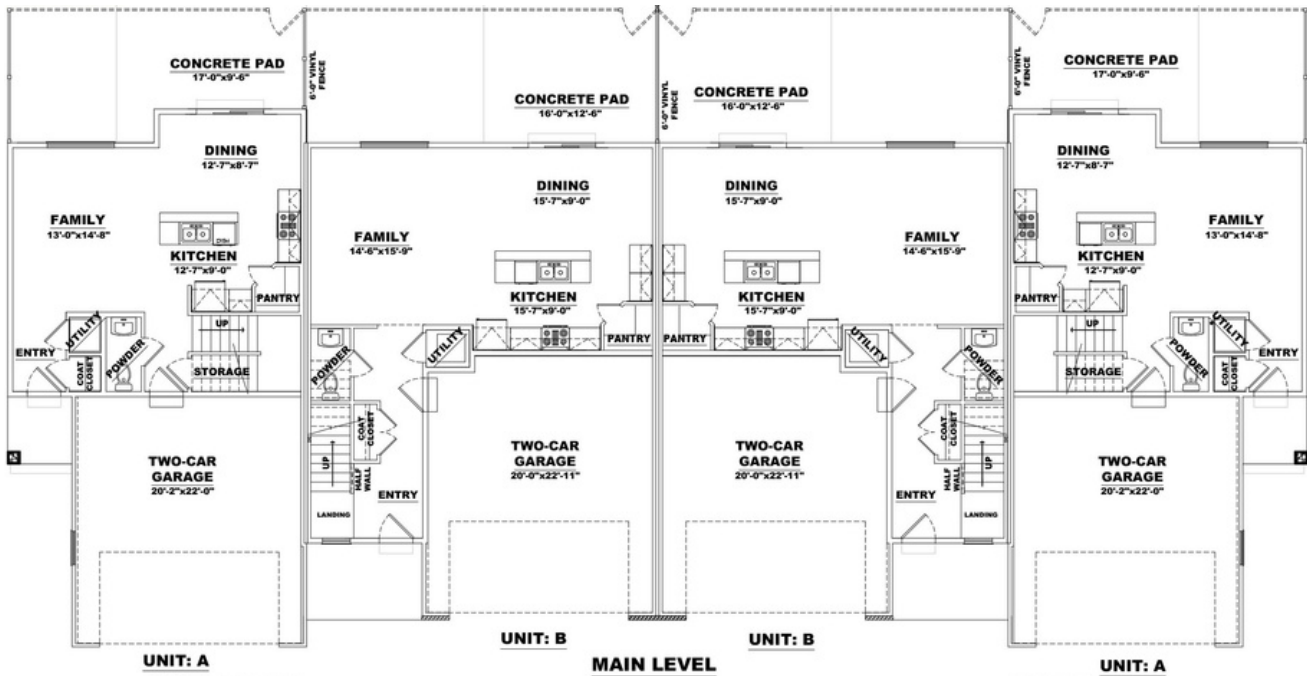 CONCRETE PAD
17'-0"x9'-6"
6'-0" VINYL
FENCE
DINING
12'-7"x8'-7"
FAMILY
13'-0"x14'-8"
KITCHEN
12'-7"x9'-0"
PANTRY
UP
UTILITY
POWDER
ENTRY
COAT
CLOSET
STORAGE
TWO-CAR
GARAGE
20'-2"x22'-0"
UNIT: A
CONCRETE PAD
16'-0"x12'-6"
DINING
15'-7"x9'-0"
FAMILY
14'-6"x15'-9"
KITCHEN
15'-7"x9'-0"
PANTRY
UTILITY
POWDER
COAT
CLOSET
UP
HALF
WALL
ENTRY
LANDING
TWO-CAR
GARAGE
20'-0"x22'-11"
UNIT: B
6'-0" VINYL
FENCE
CONCRETE PAD
16'-0"x12'-6"
DINING
15'-7"x9'-0"
FAMILY
14'-6"x15'-9"
KITCHEN
15'-7"x9'-0"
PANTRY
UTILITY
POWDER
COAT
CLOSET
UP
HALF
WALL
ENTRY
LANDING
TWO-CAR
GARAGE
20'-0"x22'-11"
UNIT: B
6'-0" VINYL
FENCE
CONCRETE PAD
17'-0"x9'-6"
DINING
12'-7"x8'-7"
FAMILY
13'-0"x14'-8"
KITCHEN
12'-7"x9'-0"
PANTRY
UP
UTILITY
POWDER
ENTRY
COAT
CLOSET
STORAGE
TWO-CAR
GARAGE
20'-2"x22'-0"
UNIT: A
MAIN LEVEL